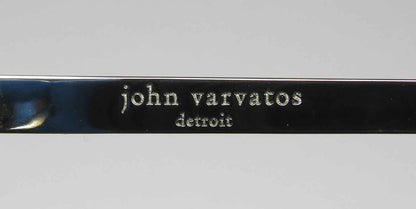 john varvatos
detroit